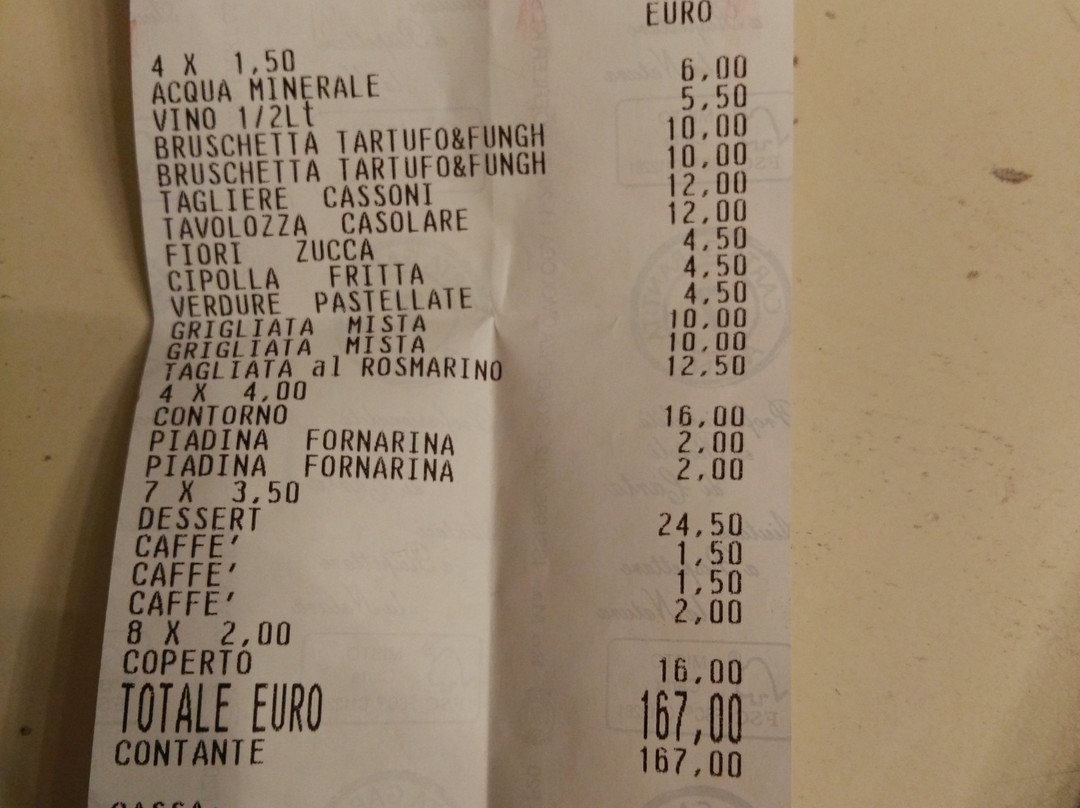 EURO
4 X 1,50
ACQUA MINERALE 6,00
VINO 1/2Lt 5,50
BRUSCHETTA TARTUFO&FUNGH 10,00
BRUSCHETTA TARTUFO&FUNGH 10,00
TAGLIERE CASSONI 12,00
TAVOLOZZA CASOLARE 12,00
FIORI ZUCCA 4,50
CIPOLLA FRITTA 4,50
VERDURE PASTELLATE 4,50
GRIGLIATA MISTA 10,00
GRIGLIATA MISTA 10,00
TAGLIATA al ROSMARINO 12,50
4 X 4,00
CONTORNO 16,00
PIADINA FORNARINA 2,00
PIADINA FORNARINA 2,00
7 X 3,50
DESSERT 24,50
CAFFE' 1,50
CAFFE' 1,50
CAFFE' 2,00
8 X 2,00
COPERTO 16,00
TOTALE EURO 167,00
CONTANTE 167,00